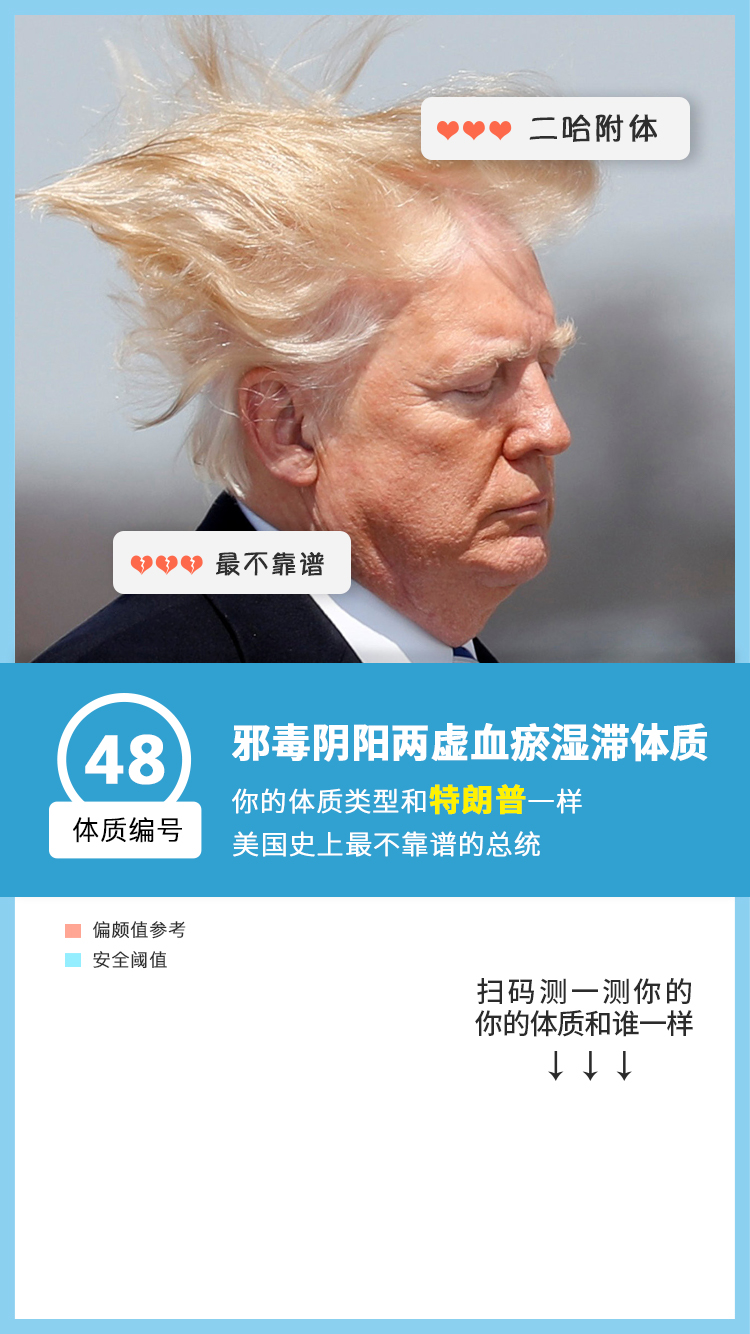 二哈附体
最不靠谱
48
体质编号
邪毒阴阳两虚血瘀湿滞体质
你的体质类型和特朗普一样
美国史上最不靠谱的总统
偏颇值参考
安全阈值
扫码测一测你的
你的体质和谁一样
↓ ↓ ↓